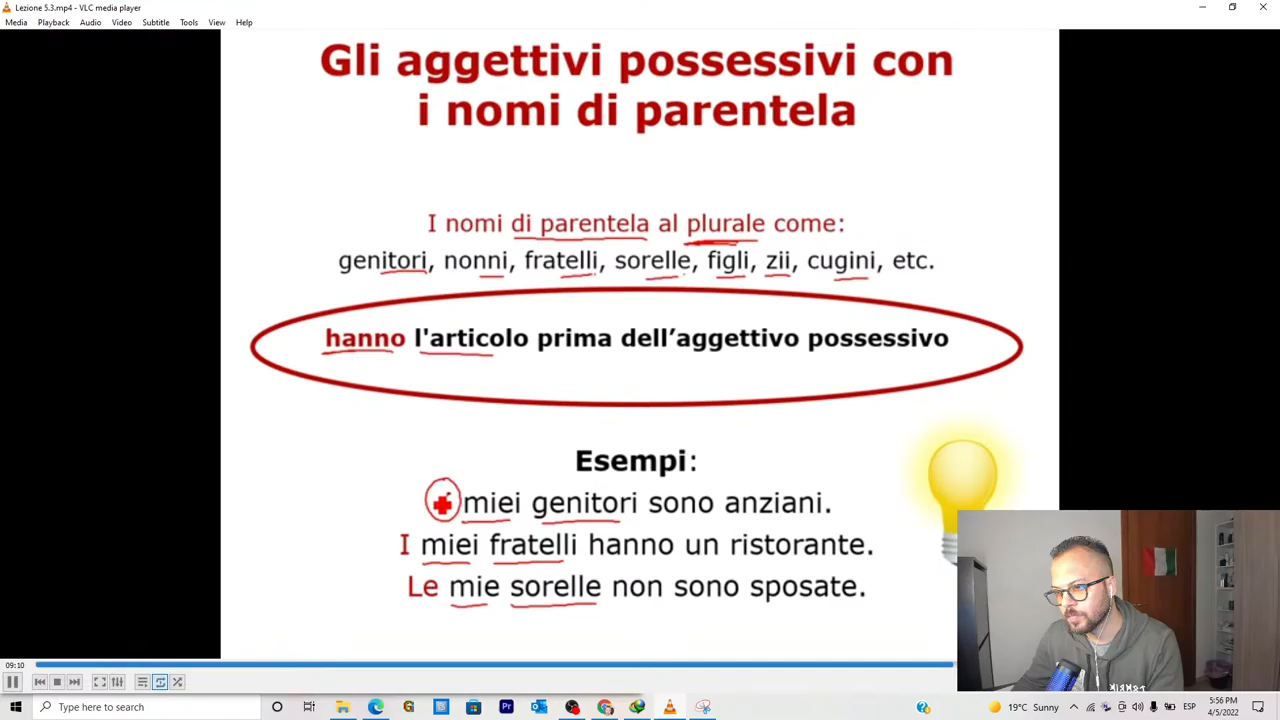 Lezione 5.3.mp4 - VLC media player
Media Playback Audio Video Subtitle Tools View Help
Gli aggettivi possessivi con
i nomi di parentela
I nomi di parentela al plurale come:
genitori, nonni, fratelli, sorelle, figli, zii, cugini, etc.
hanno l'articolo prima dell’aggettivo possessivo
Esempi:
miei genitori sono anziani.
I miei fratelli hanno un ristorante.
Le mie sorelle non sono sposate.
09:10
Type here to search
19°C Sunny
ESP
5:56 PM
4/5/2022